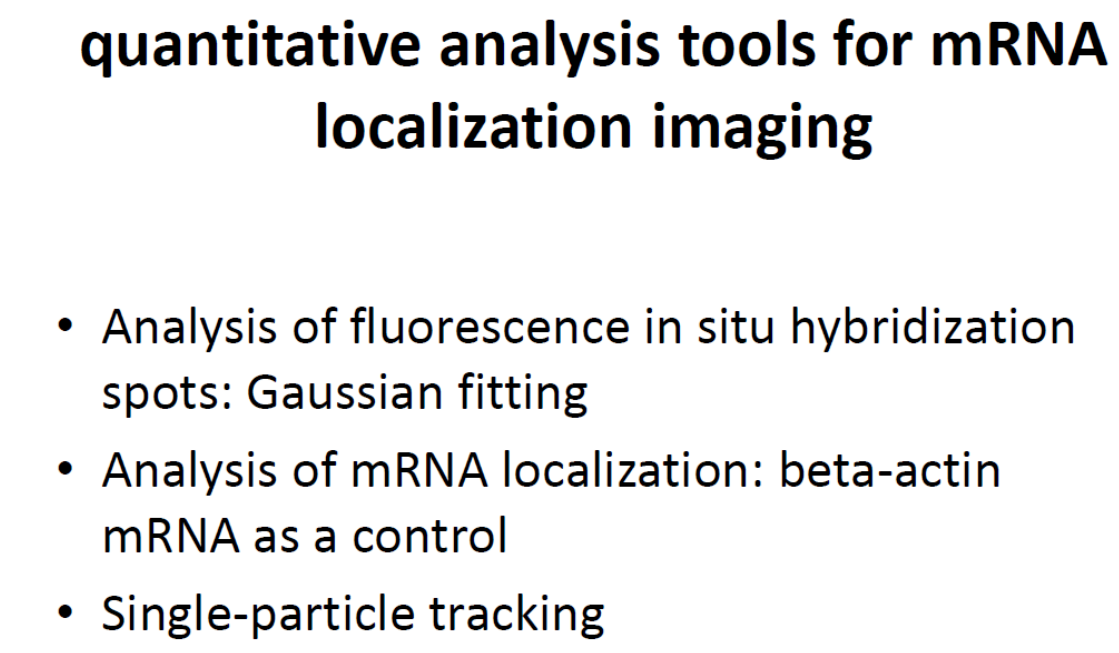 quantitative analysis tools for mRNA
localization imaging
• Analysis of fluorescence in situ hybridization
spots: Gaussian fitting
• Analysis of mRNA localization: beta-actin
mRNA as a control
• Single-particle tracking